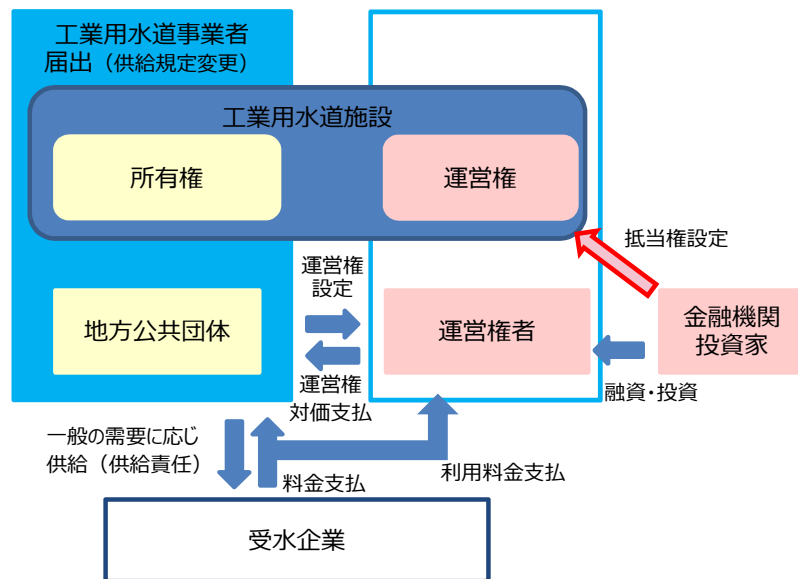 工業用水道事業者
届出（供給規定変更）
工業用水道施設
所有権
運営権
抵当権設定
運営権
設定
地方公共団体
運営権者
金融機関
投資家
運営権
対価支払
融資・投資
一般の需要に応じ
供給（供給責任）
料金支払
利用料金支払
受水企業